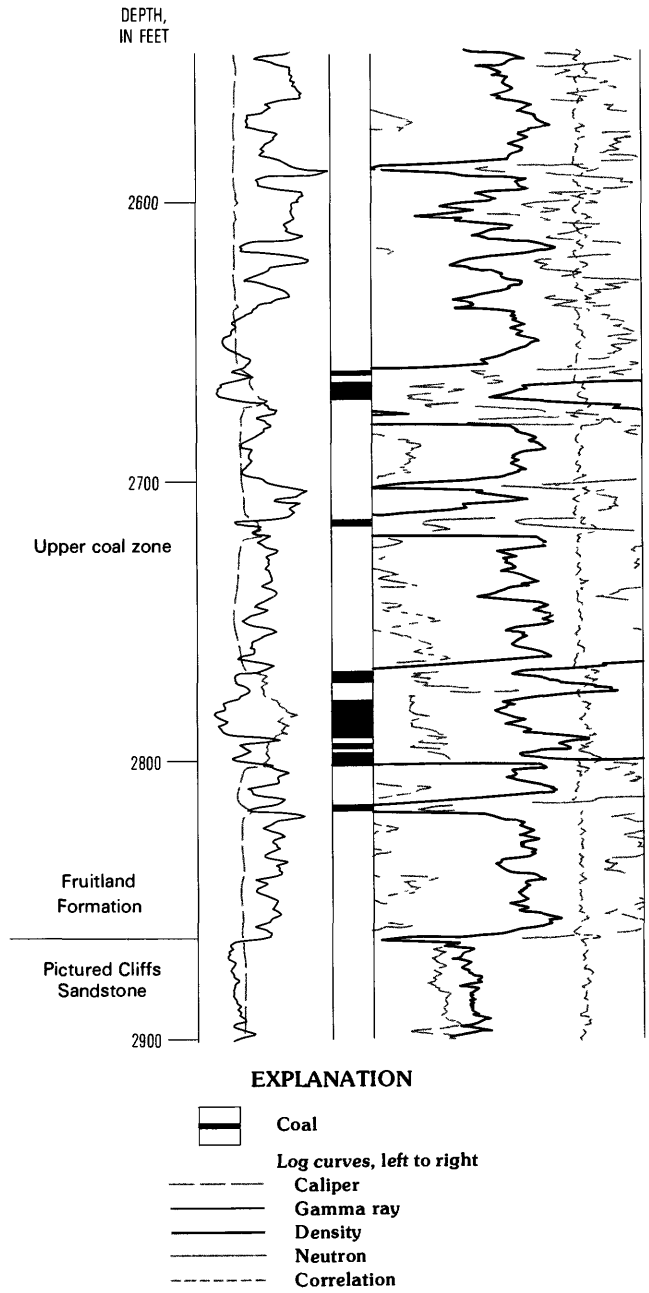 DEPTH,
IN FEET
2600
2700
Upper coal zone
2800
Fruitland
Formation
Pictured Cliffs
Sandstone
2900
EXPLANATION
Coal
Log curves, left to right
Caliper
Gamma ray
Density
Neutron
Correlation